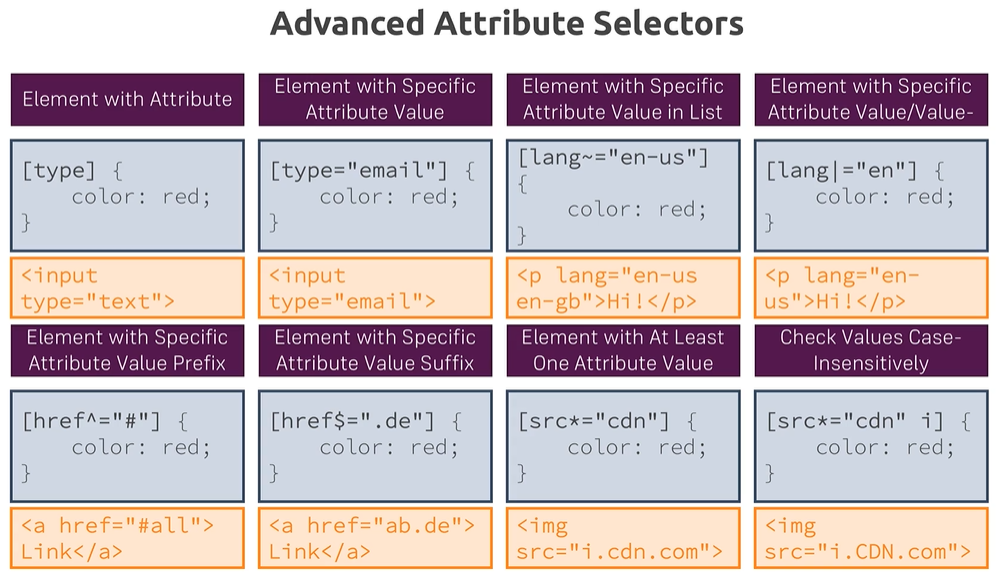 Advanced Attribute Selectors
Element with Attribute
Element with Specific
Attribute Value
Element with Specific
Attribute Value in List
Element with Specific
Attribute Value/Value-
[type] {
    color: red;
}
[type="email"] {
    color: red;
}
[lang~="en-us"]
{
    color: red;
}
[lang|="en"] {
    color: red;
}
<input
type="text">
<input
type="email">
<p lang="en-us
en-gb">Hi!</p>
<p lang="en-
us">Hi!</p>
Element with Specific
Attribute Value Prefix
Element with Specific
Attribute Value Suffix
Element with At Least
One Attribute Value
Check Values Case-
Insensitively
[href^="#"] {
    color: red;
}
[href$=".de"] {
    color: red;
}
[src*="cdn"] {
    color: red;
}
[src*="cdn" i] {
    color: red;
}
<a href="#all">
Link</a>
<a href="ab.de">
Link</a>
<img
src="i.cdn.com">
<img
src="i.CDN.com">